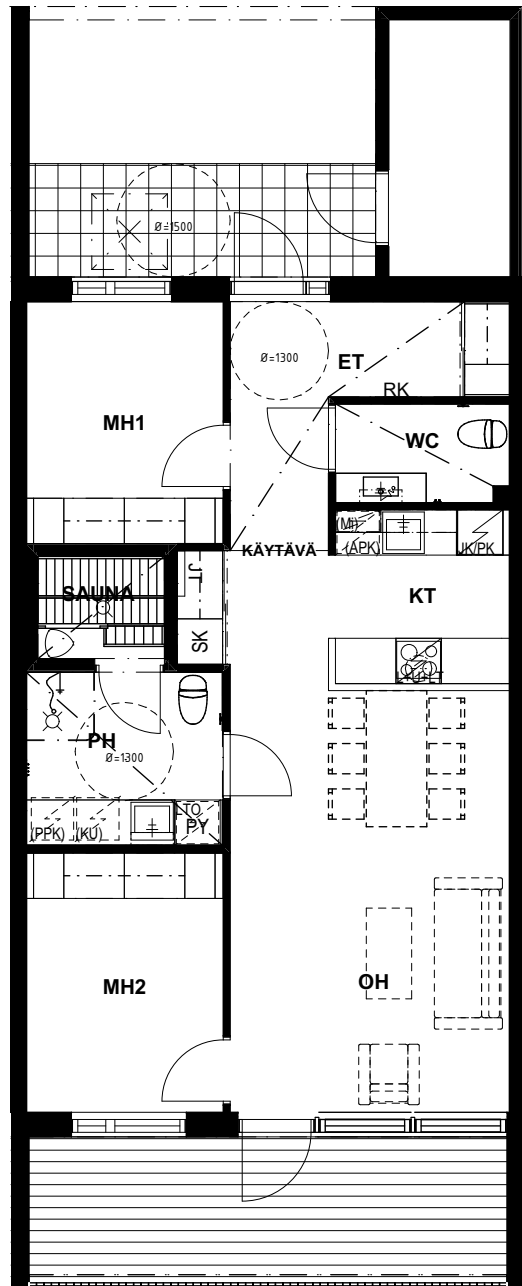 Ø=1500
Ø=1300
ET
RK
MH1
WC
(MI)
(APK)
JK/PK
KÄYTÄVÄ
JT
SAUNA
KT
SK
PH
Ø=1300
LTO
(PPK)
(KU)
PY
MH2
OH